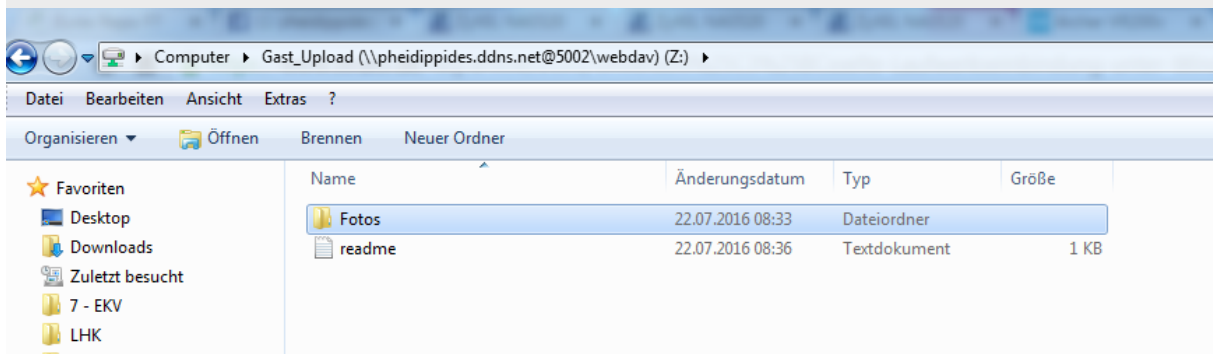 Computer Gast_Upload (\\pheidippides.ddns.net@5002\webdav) (Z:)
Datei Bearbeiten Ansicht Extras ?
Organisieren Öffnen Brennen Neuer Ordner
Favoriten
Desktop
Downloads
Zuletzt besucht
7 - EKV
LHK
Name Änderungsdatum Typ Größe
Fotos 22.07.2016 08:33 Dateiordner
readme 22.07.2016 08:36 Textdokument 1 KB